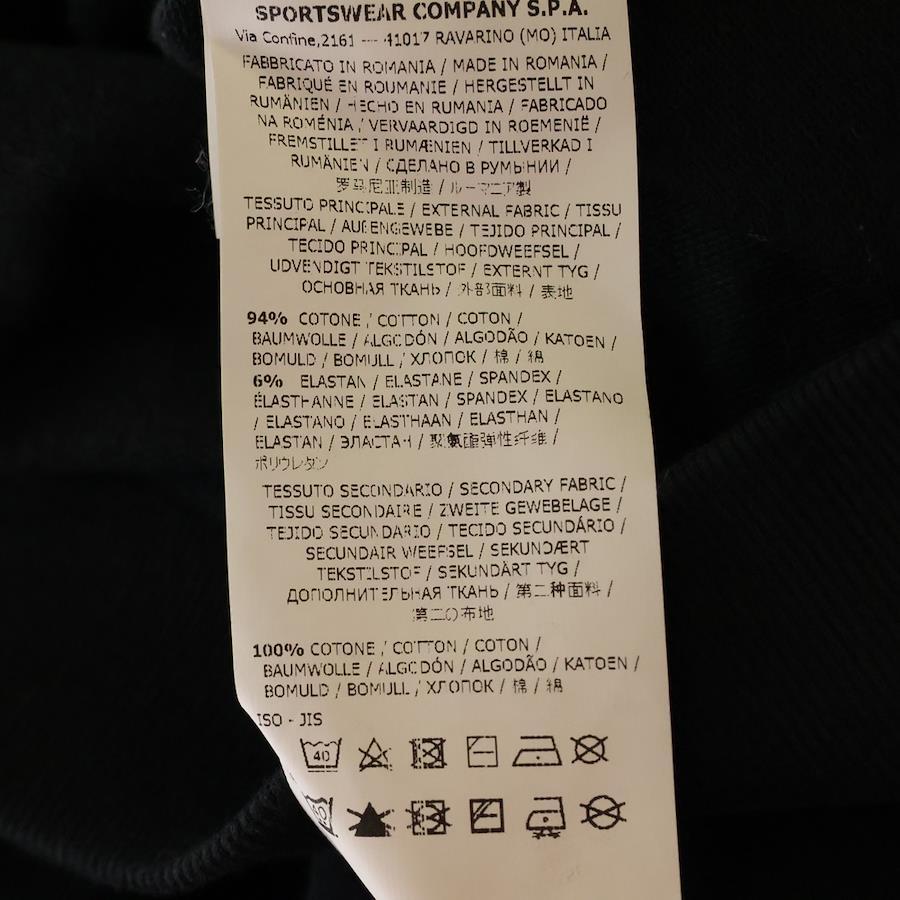 SPORTSWEAR COMPANY S.P.A.
Via Confine,2161 — 41017 RAVARINO (MO) ITALIA
FABBRICATO IN ROMANIA / MADE IN ROMANIA /
FABRIQUÉ EN ROUMANIE / HERGESTELLT IN
RUMÄNIEN / HECHO EN RUMANIA / FABRICADO
NA ROMÉNIA / VERVAARDIGD IN ROEMENIË /
FREMSTILLET I RUMÆNIEN / TILLVERKAD I
RUMÄNIEN / СДЕЛАНО В РУМЫНИИ /
罗马尼亚制造 / ルーマニア製
TESSUTO PRINCIPALE / EXTERNAL FABRIC / TISSU
PRINCIPAL / AUßENGEWEBE / TEJIDO PRINCIPAL /
TECIDO PRINCIPAL / HOOFDWEEFSEL /
UDVENDIGT TEKSTILSTOF / EXTERNT TYG /
ОСНОВНАЯ ТКАНЬ / 外部面料 / 表地
94% COTONE / COTTON / COTON /
BAUMWOLLE / ALGODÓN / ALGODÃO / KATOEN /
BOMULD / BOMULL / ХЛОПОК / 棉 / 綿
6% ELASTAN / ELASTANE / SPANDEX /
ÉLASTHANNE / ELASTAN / SPANDEX / ELASTANO
/ ELASTANO / ELASTHAAN / ELASTHAN /
ELASTAN / ЭЛАСТАН / 聚氨酯弹性纤维 /
ポリウレタン
TESSUTO SECONDARIO / SECONDARY FABRIC /
TISSU SECONDAIRE / ZWEITE GEWEBELAGE /
TEJIDO SECUNDARIO / TECIDO SECUNDÁRIO /
SECUNDAIR WEEFSEL / SEKUNDÆRT
TEKSTILSTOF / SEKUNDÄRT TYG /
ДОПОЛНИТЕЛЬНАЯ ТКАНЬ / 第二种面料 /
第二の布地
100% COTONE / COTTON / COTON /
BAUMWOLLE / ALGODÓN / ALGODÃO / KATOEN /
BOMULD / BOMULL / ХЛОПОК / 棉 / 綿
ISO - JIS
40